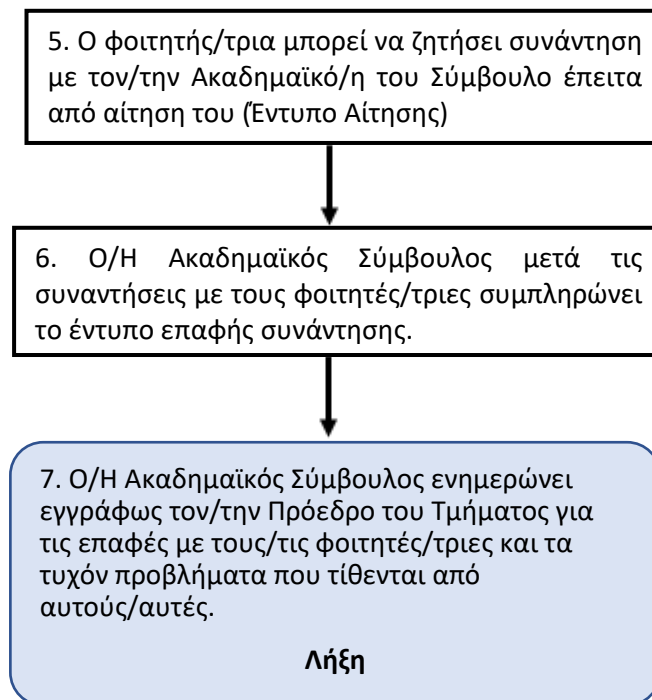 5. Ο φοιτητής/τρια μπορεί να ζητήσει συνάντηση
με τον/την Ακαδημαϊκό/η του Σύμβουλο έπειτα
από αίτηση του (Έντυπο Αίτησης)
6. Ο/Η Ακαδημαϊκός Σύμβουλος μετά τις
συναντήσεις με τους φοιτητές/τριες συμπληρώνει
το έντυπο επαφής συνάντησης.
7. Ο/Η Ακαδημαϊκός Σύμβουλος ενημερώνει
εγγράφως τον/την Πρόεδρο του Τμήματος για
τις επαφές με τους/τις φοιτητές/τριες και τα
τυχόν προβλήματα που τίθενται από
αυτούς/αυτές.
Λήξη